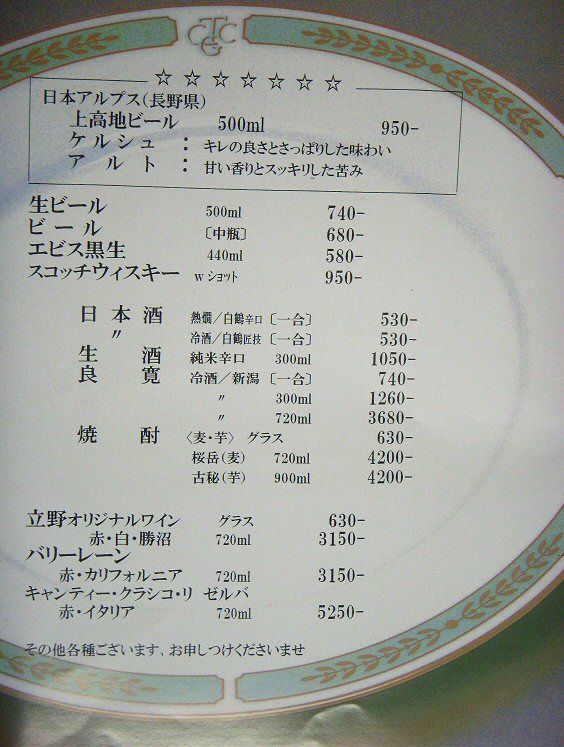 ☆ ☆ ☆ ☆ ☆ ☆ ☆
日本アルプス(長野県)
上高地ビール 500ml 950-
ケルシュ : キレの良さとさっぱりした味わい
アルト : 甘い香りとスッキリした苦み
生ビール 500ml 740-
ビール 〔中瓶〕 680-
エビス黒生 440ml 580-
スコッチウィスキー wショット 950-
日本酒 熱燗/白鶴辛口〔一合〕 530-
〃 冷酒/白鶴匠技〔一合〕 530-
生酒 純米辛口 300ml 1050-
良寛 冷酒/新潟〔一合〕 740-
〃 300ml 1260-
〃 720ml 3680-
焼酎 〈麦・芋〉グラス 630-
桜岳(麦) 720ml 4200-
古秘(芋) 900ml 4200-
立野オリジナルワイン グラス 630-
赤・白・勝沼 720ml 3150-
バリーレーン
赤・カリフォルニア 720ml 3150-
キャンティー・クラシコ・リ ゼルバ
赤・イタリア 720ml 5250-
その他各種ございます、お申しつけくださいませ